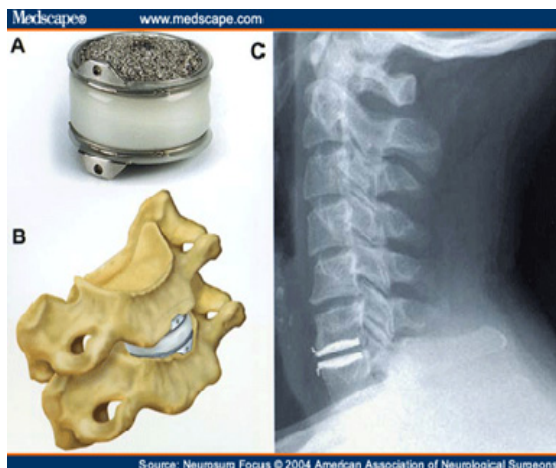 Medscape® www.medscape.com
A
C
B
Source: Neurosurg Focus © 2004 American Association of Neurological Surgeons